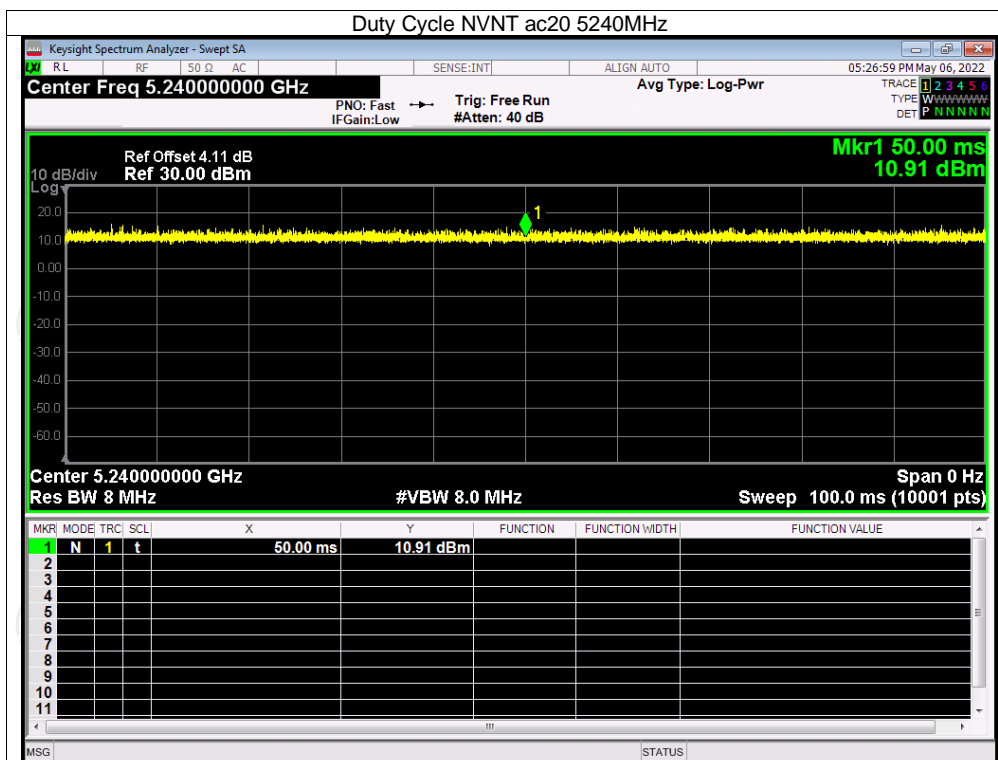 Duty Cycle NVNT ac20 5240MHz
Keysight Spectrum Analyzer - Swept SA
LXI RL RF 50 Ω AC SENSE:INT ALIGN AUTO 05:26:59 PM May 06, 2022
Center Freq 5.240000000 GHz Avg Type: Log-Pwr TRACE 1 2 3 4 5 6
PNO: Fast Trig: Free Run TYPE WWWWWW
IFGain:Low #Atten: 40 dB DET P N N N N N
Mkr1 50.00 ms
10.91 dBm
Ref Offset 4.11 dB
10 dB/div Ref 30.00 dBm
Log
20.0
1
10.0
0.00
-10.0
-20.0
-30.0
-40.0
-50.0
-60.0
Center 5.240000000 GHz Span 0 Hz
Res BW 8 MHz #VBW 8.0 MHz Sweep 100.0 ms (10001 pts)
MKR MODE TRC SCL X Y FUNCTION FUNCTION WIDTH FUNCTION VALUE
1 N 1 t 50.00 ms 10.91 dBm
2
3
4
5
6
7
8
9
10
11
MSG STATUS